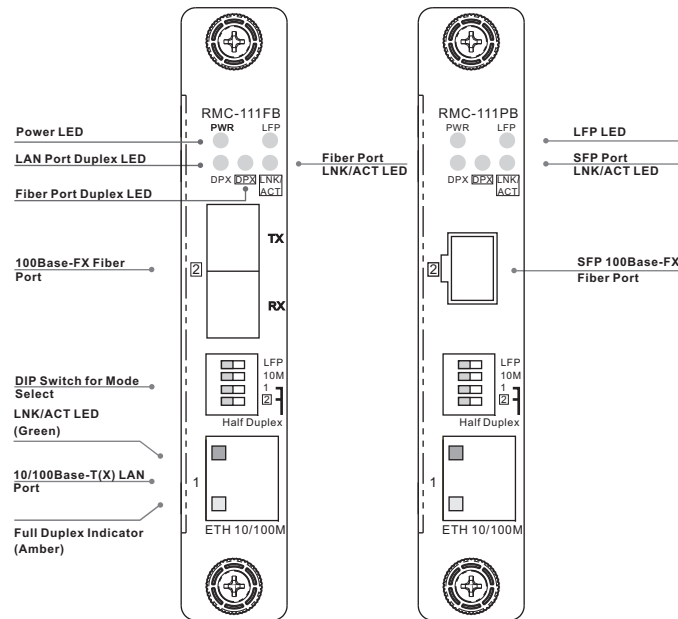 RMC-111FB
PWR LFP
DPX DPX LNK/
ACT
TX
2
RX
LFP
10M
1
2
Half Duplex
1
ETH 10/100M
Power LED
LAN Port Duplex LED
Fiber Port Duplex LED
100Base-FX Fiber
Port
DIP Switch for Mode
Select
LNK/ACT LED
(Green)
10/100Base-T(X) LAN
Port
Full Duplex Indicator
(Amber)
Fiber Port
LNK/ACT LED
RMC-111PB
PWR LFP
DPX DPX LNK/
ACT
2
LFP
10M
1
2
Half Duplex
1
ETH 10/100M
LFP LED
SFP Port
LNK/ACT LED
SFP 100Base-FX
Fiber Port